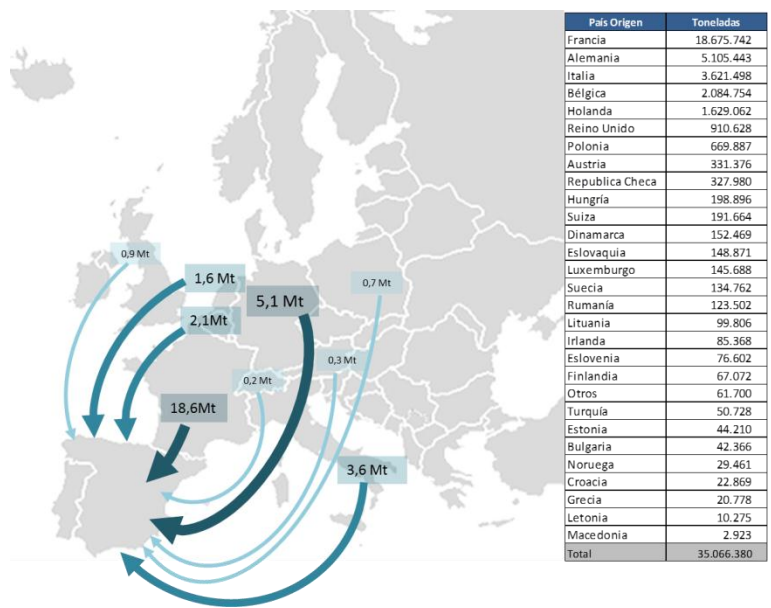 País Origen Toneladas
Francia 18.675.742
Alemania 5.105.443
Italia 3.621.498
Bélgica 2.084.754
Holanda 1.629.062
Reino Unido 910.628
Polonia 669.887
Austria 331.376
Republica Checa 327.980
Hungría 198.896
Suiza 191.664
Dinamarca 152.469
Eslovaquia 148.871
Luxemburgo 145.688
Suecia 134.762
Rumanía 123.502
Lituania 99.806
Irlanda 85.368
Eslovenia 76.602
Finlandia 67.072
Otros 61.700
Turquía 50.728
Estonia 44.210
Bulgaria 42.366
Noruega 29.461
Croacia 22.869
Grecia 20.778
Letonia 10.275
Macedonia 2.923
Total 35.066.380
0,9 Mt
1,6 Mt
5,1 Mt
0,7 Mt
2,1Mt
0,3 Mt
0,2 Mt
18,6Mt
3,6 Mt